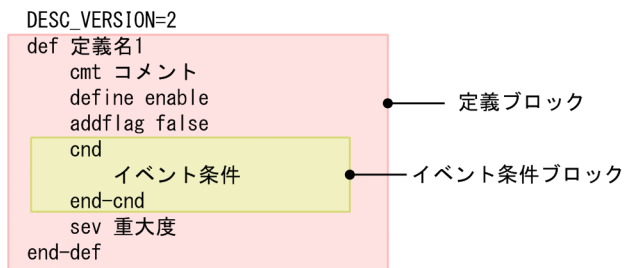 DESC_VERSION=2
def 定義名1
cmt コメント
define enable
addflag false
定義ブロック
cnd
イベント条件
イベント条件ブロック
end-cnd
sev 重大度
end-def